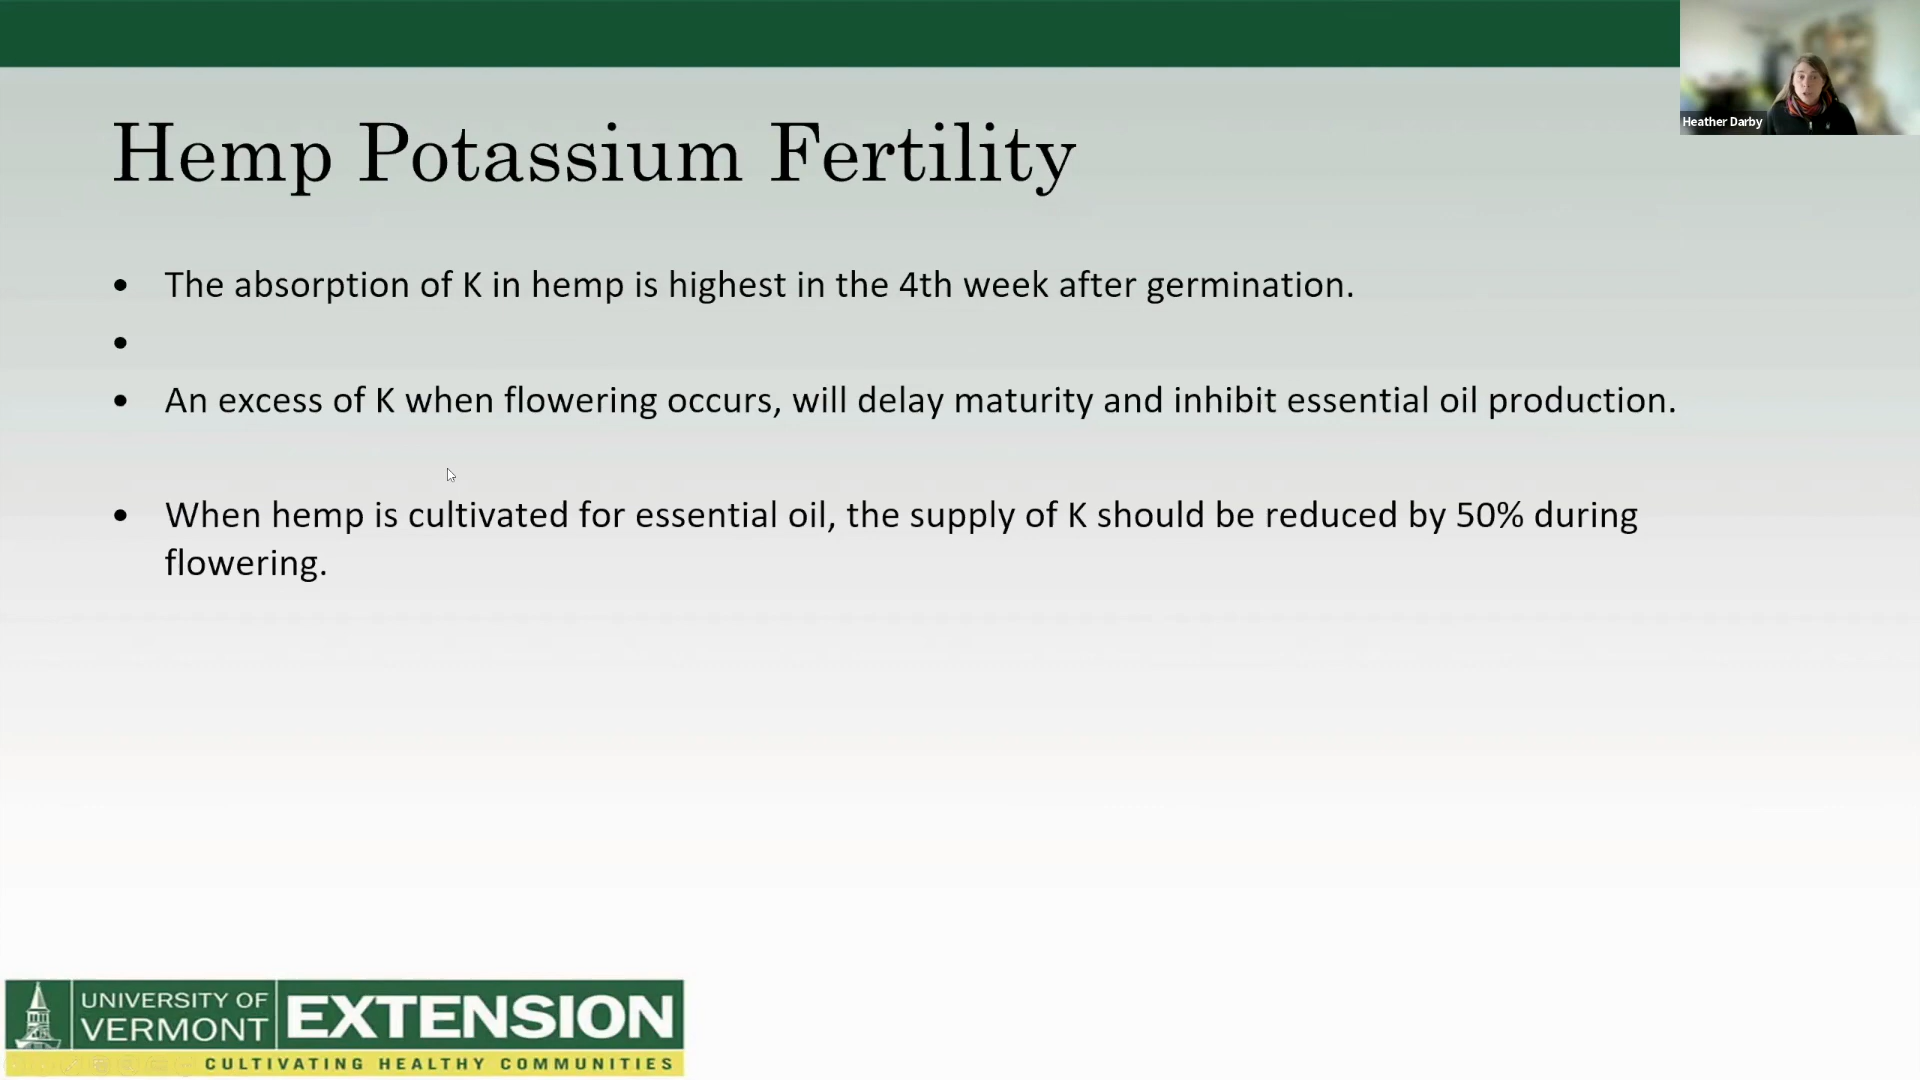 Heather Darby
Hemp Potassium Fertility
• The absorption of K in hemp is highest in the 4th week after germination.
•
• An excess of K when flowering occurs, will delay maturity and inhibit essential oil production.
• When hemp is cultivated for essential oil, the supply of K should be reduced by 50% during
flowering.
UNIVERSITY OF
VERMONT
EXTENSION
CULTIVATING HEALTHY COMMUNITIES